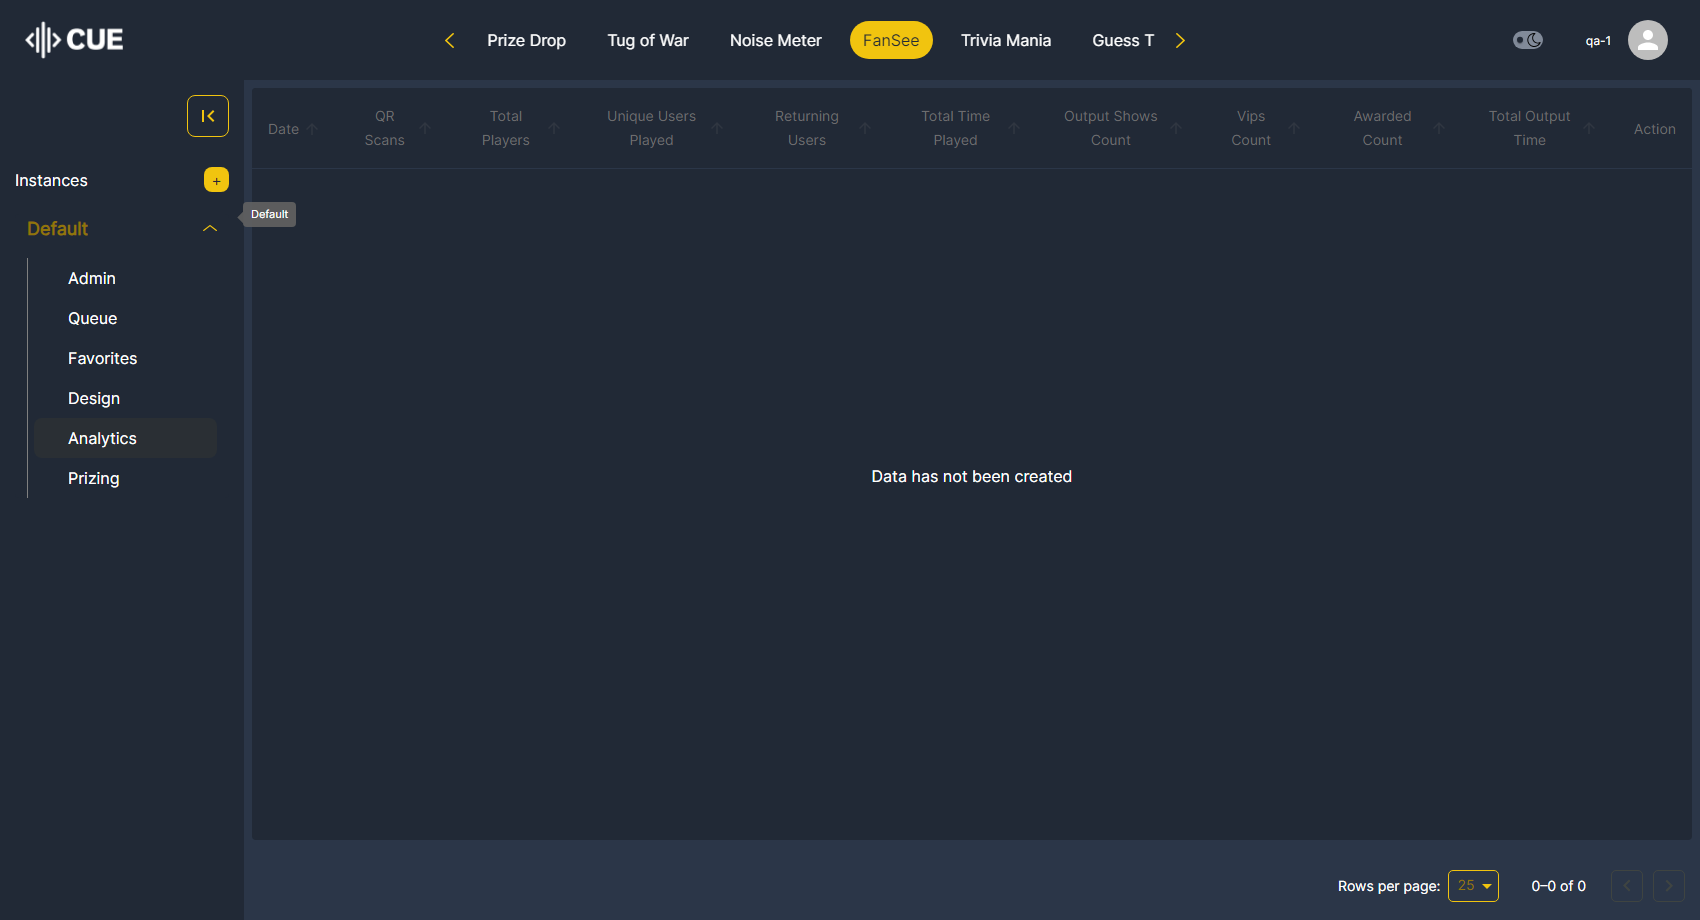 CUE
Prize Drop
Tug of War
Noise Meter
FanSee
Trivia Mania
Guess T
qa-1
Instances
+
Default
Default
Admin
Queue
Favorites
Design
Analytics
Prizing
Date
QR
Scans
Total
Players
Unique Users
Played
Returning
Users
Total Time
Played
Output Shows
Count
Vips
Count
Awarded
Count
Total Output
Time
Action
Data has not been created
Rows per page:
25
0–0 of 0